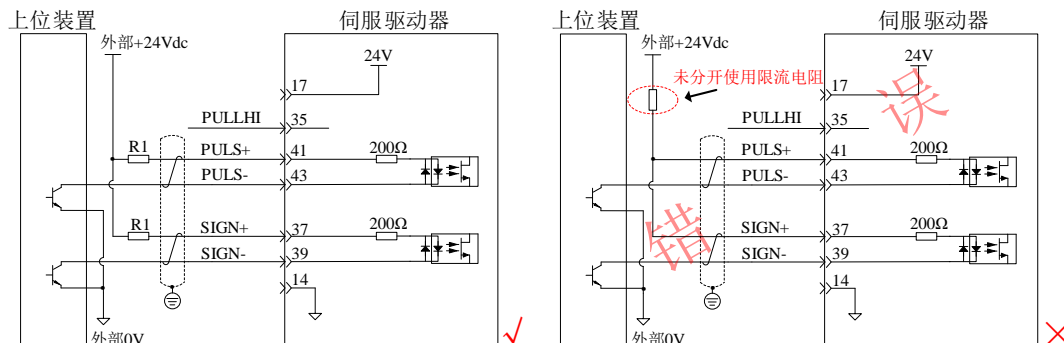 上位装置
伺服驱动器
外部+24Vdc
24V
17
PULLHI
35
R1
PULS+
41
200Ω
PULS-
43
R1
SIGN+
37
200Ω
SIGN-
39
14
外部0V
√
上位装置
伺服驱动器
外部+24Vdc
24V
未分开使用限流电阻
17
误
PULLHI
35
PULS+
41
200Ω
PULS-
43
错
SIGN+
37
200Ω
SIGN-
39
14
外部0V
×